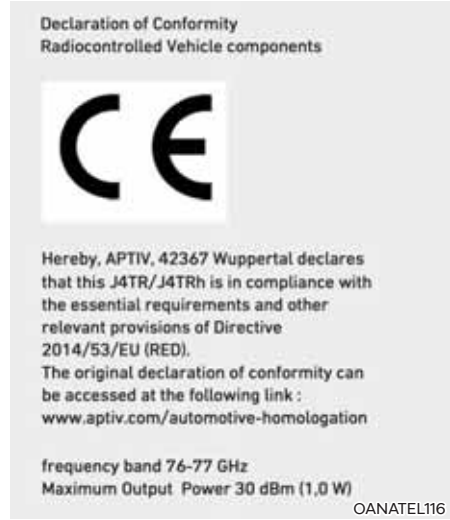 Declaration of Conformity
Radiocontrolled Vehicle components
CE
Hereby, APTIV, 42367 Wuppertal declares
that this J4TR/J4TRh is in compliance with
the essential requirements and other
relevant provisions of Directive
2014/53/EU (RED).
The original declaration of conformity can
be accessed at the following link :
www.aptiv.com/automotive-homologation
frequency band 76-77 GHz
Maximum Output Power 30 dBm (1,0 W)
OANATEL116